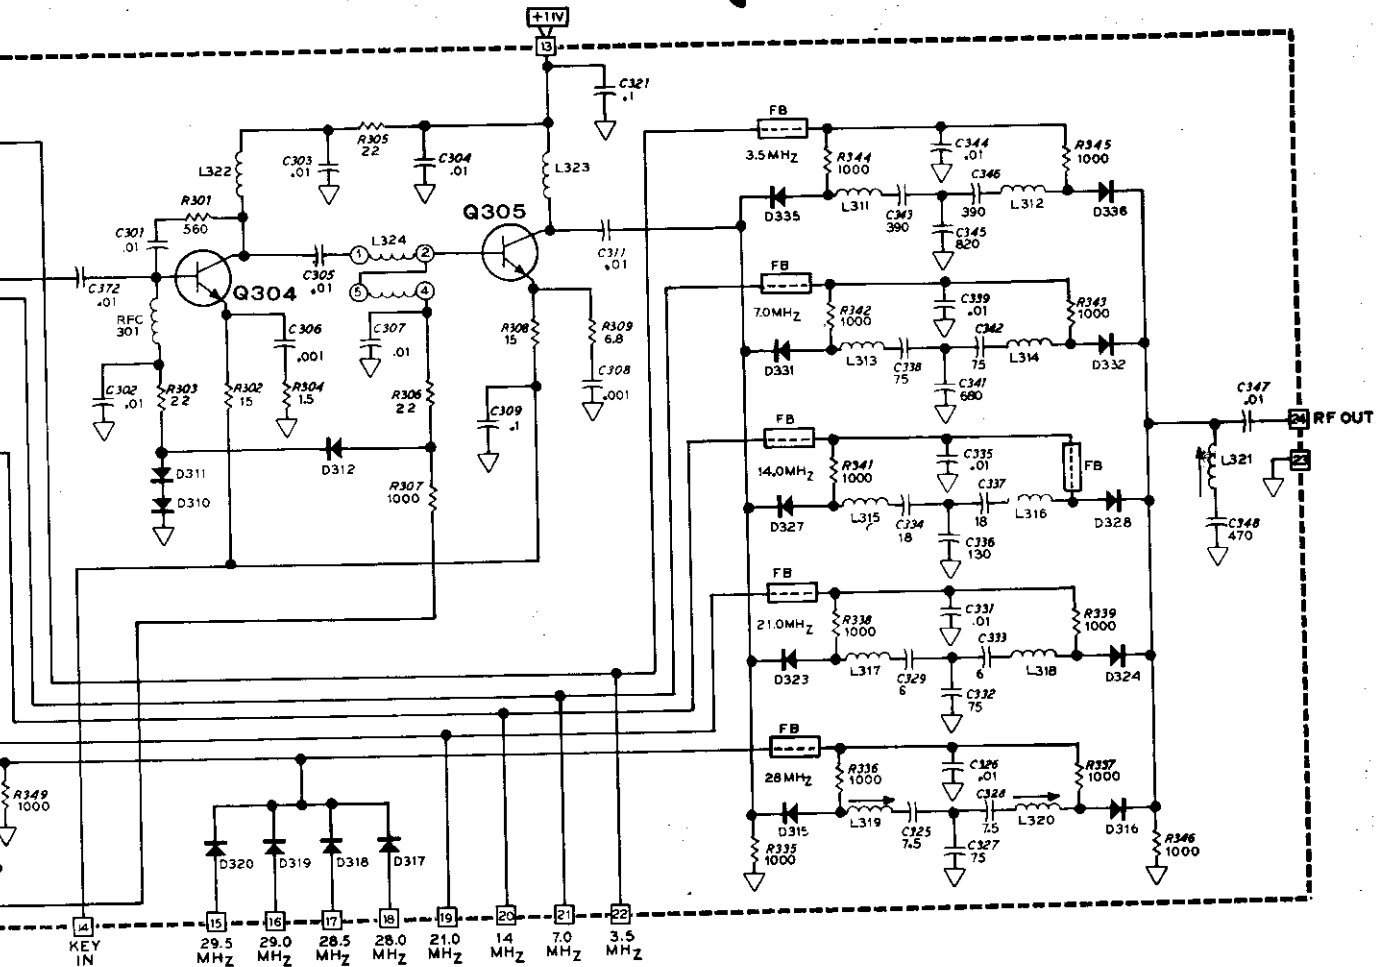 +11V
13
C321
.1
FB
3.5MHZ
R344
1000
C344
.01
R345
1000
C346
390
D335
L311
C343
390
C345
820
L312
D336
R305
22
C303
.01
C304
.01
L322
L323
R301
560
C301
.01
Q305
C372
.01
Q304
C305
.01
L324
1
2
5
4
C311
.01
RFC
301
C306
.001
C307
.01
R308
15
R309
6.8
C308
.001
C302
.01
R303
22
R302
15
R304
1.5
R306
22
C309
.1
D311
D312
D310
R307
1000
FB
7.0MHZ
R342
1000
C339
.01
R343
1000
C342
75
D331
L313
C338
75
C341
680
L314
D332
C347
.01
24
RF OUT
23
L321
C348
470
FB
14.0MHZ
R341
1000
C335
.01
FB
C337
18
D327
L315
C334
18
C336
130
L316
D328
FB
21.0MHZ
R338
1000
C331
.01
R339
1000
C333
6
D323
L317
C329
6
C332
75
L318
D324
FB
28MHZ
R336
1000
C326
.01
R337
1000
C328
7.5
D315
L319
C325
7.5
C327
75
L320
D316
R335
1000
R346
1000
R349
1000
D320
D319
D318
D317
14
KEY
IN
15
29.5
MHZ
16
29.0
MHZ
17
28.5
MHZ
18
28.0
MHZ
19
21.0
MHZ
20
14
MHZ
21
7.0
MHZ
22
3.5
MHZ